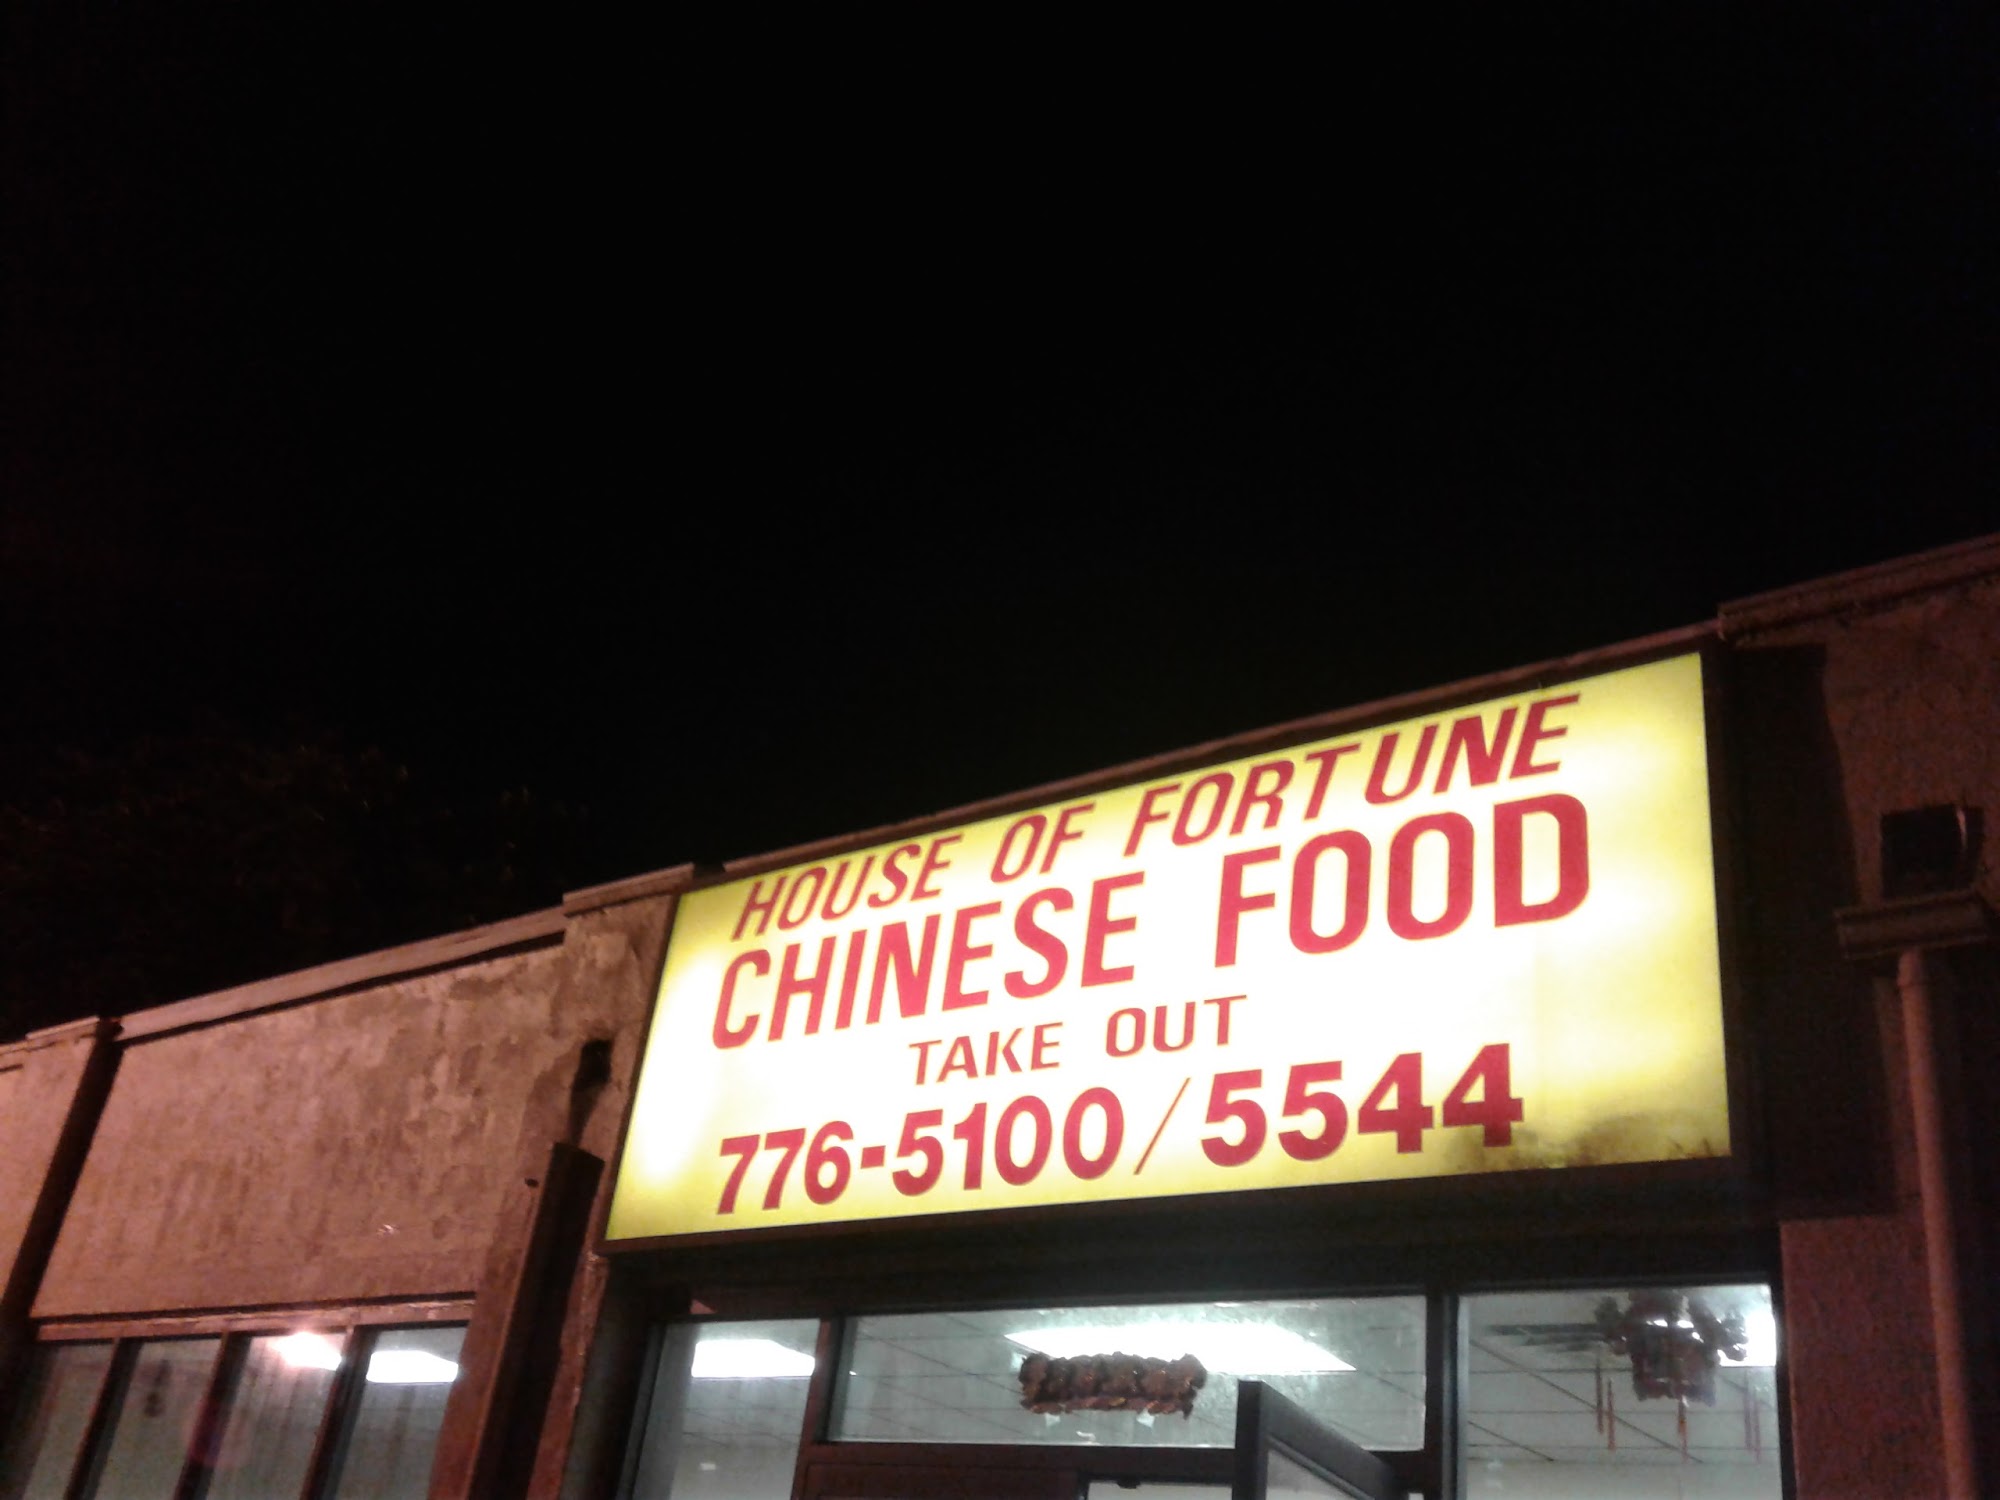 HOUSE OF FORTUNE
CHINESE FOOD
TAKE OUT
776-5100/5544